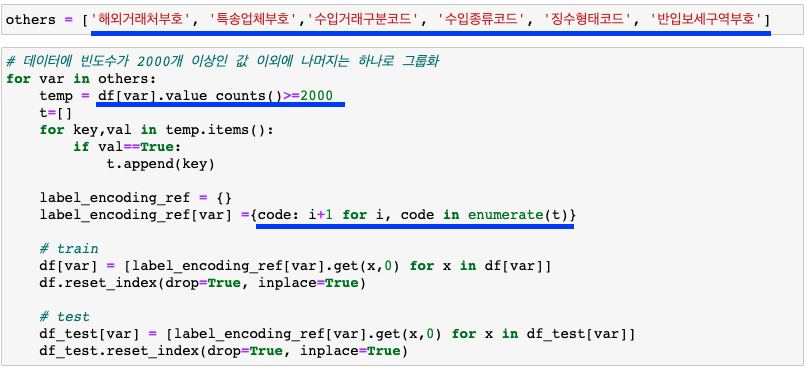 others = ['해외거래처부호', '특송업체부호','수입거래구분코드', '수입종류코드', '징수형태코드', '반입보세구역부호']
# 데이터에 빈도수가 2000개 이상인 값 이외에 나머지는 하나로 그룹화
for var in others:
    temp = df[var].value_counts()>=2000
    t=[]
    for key,val in temp.items():
        if val==True:
            t.append(key)
    label_encoding_ref = {}
    label_encoding_ref[var] ={code: i+1 for i, code in enumerate(t)}
    # train
    df[var] = [label_encoding_ref[var].get(x,0) for x in df[var]]
    df.reset_index(drop=True, inplace=True)
    # test
    df_test[var] = [label_encoding_ref[var].get(x,0) for x in df_test[var]]
    df_test.reset_index(drop=True, inplace=True)